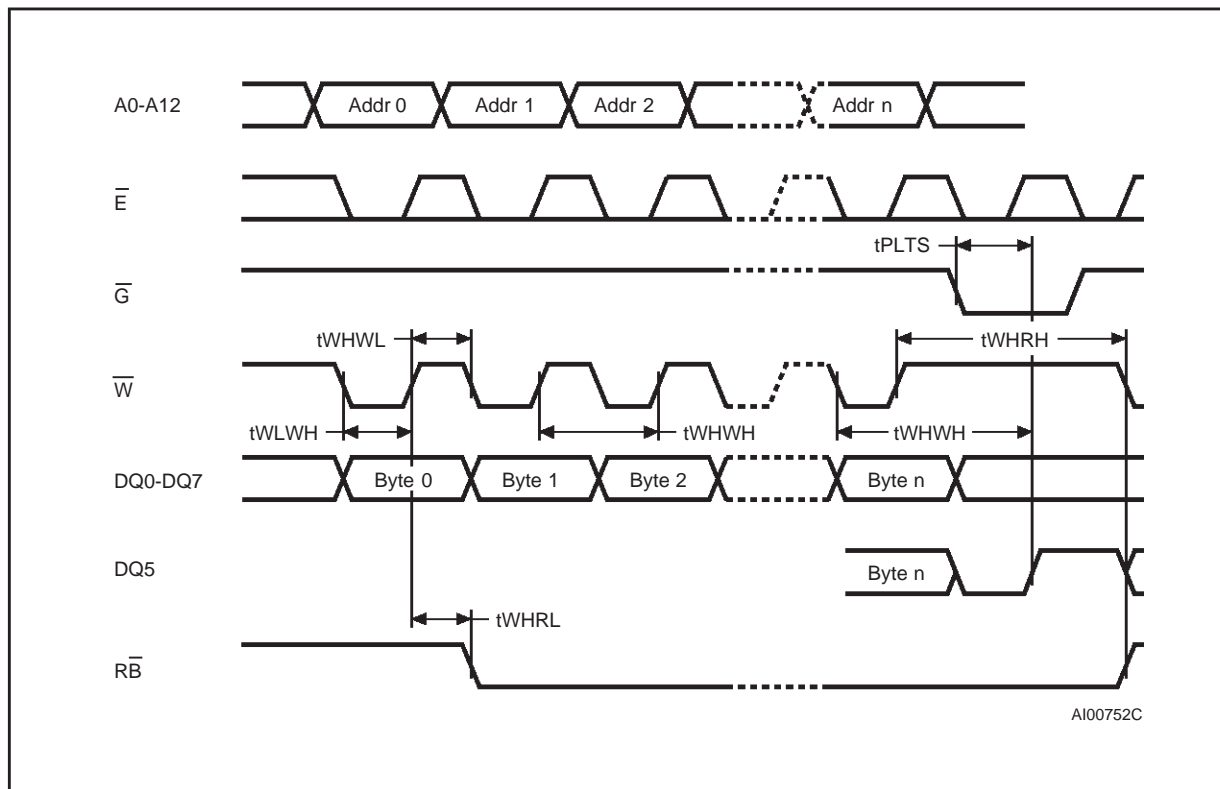 A0-A12 Addr 0 Addr 1 Addr 2 Addr n
E̅
tPLTS
G̅
tWHWL tWHRH
W̅
tWLWH tWHWH tWHWH
DQ0-DQ7 Byte 0 Byte 1 Byte 2 Byte n
DQ5 Byte n
tWHRL
RB̅
AI00752C